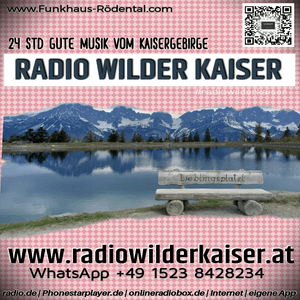 www.Funkhaus-Rödental.com
24 STD GUTE MUSIK VOM KAISERGEBIRGE
RADIO WILDER KAISER
Lieblingsplatzl
www.radiowilderkaiser.at
WhatsApp +49 1523 8428234
radio.de | Phonestarplayer.de | onlineradiobox.de | Internet | eigene App